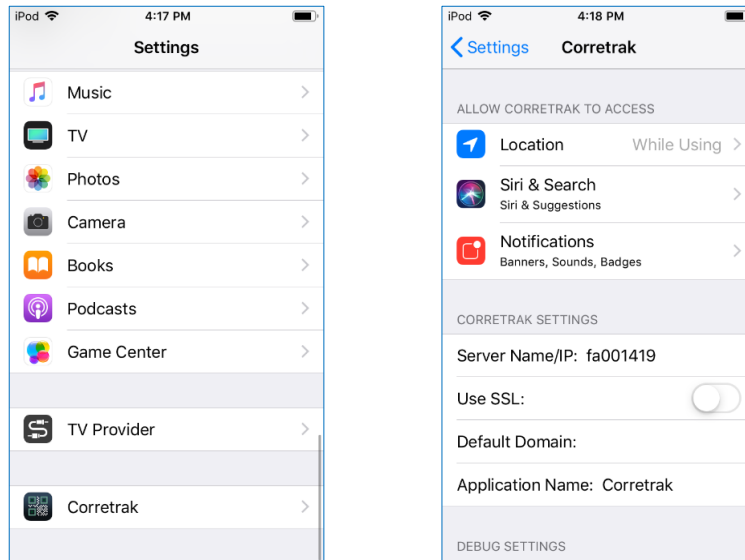 iPod 4:17 PM
Settings
Music
TV
Photos
Camera
Books
Podcasts
Game Center
TV Provider
Corretrak
iPod 4:18 PM
Settings Corretrak
ALLOW CORRETRAK TO ACCESS
Location While Using
Siri & Search
Siri & Suggestions
Notifications
Banners, Sounds, Badges
CORRETRAK SETTINGS
Server Name/IP: fa001419
Use SSL:
Default Domain:
Application Name: Corretrak
DEBUG SETTINGS